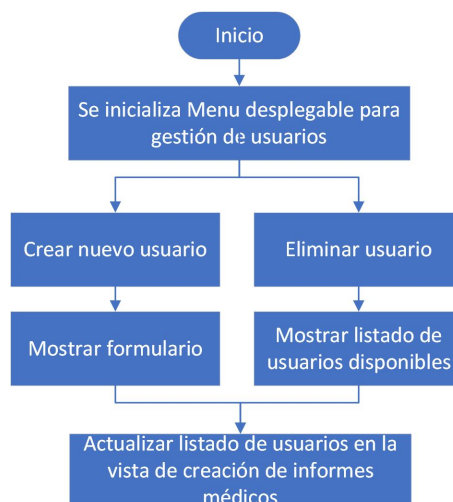 Inicio
Se inicializa Menu desplegable para
gestión de usuarios
Crear nuevo usuario
Eliminar usuario
Mostrar formulario
Mostrar listado de
usuarios disponibles
Actualizar listado de usuarios en la
vista de creación de informes
médicos